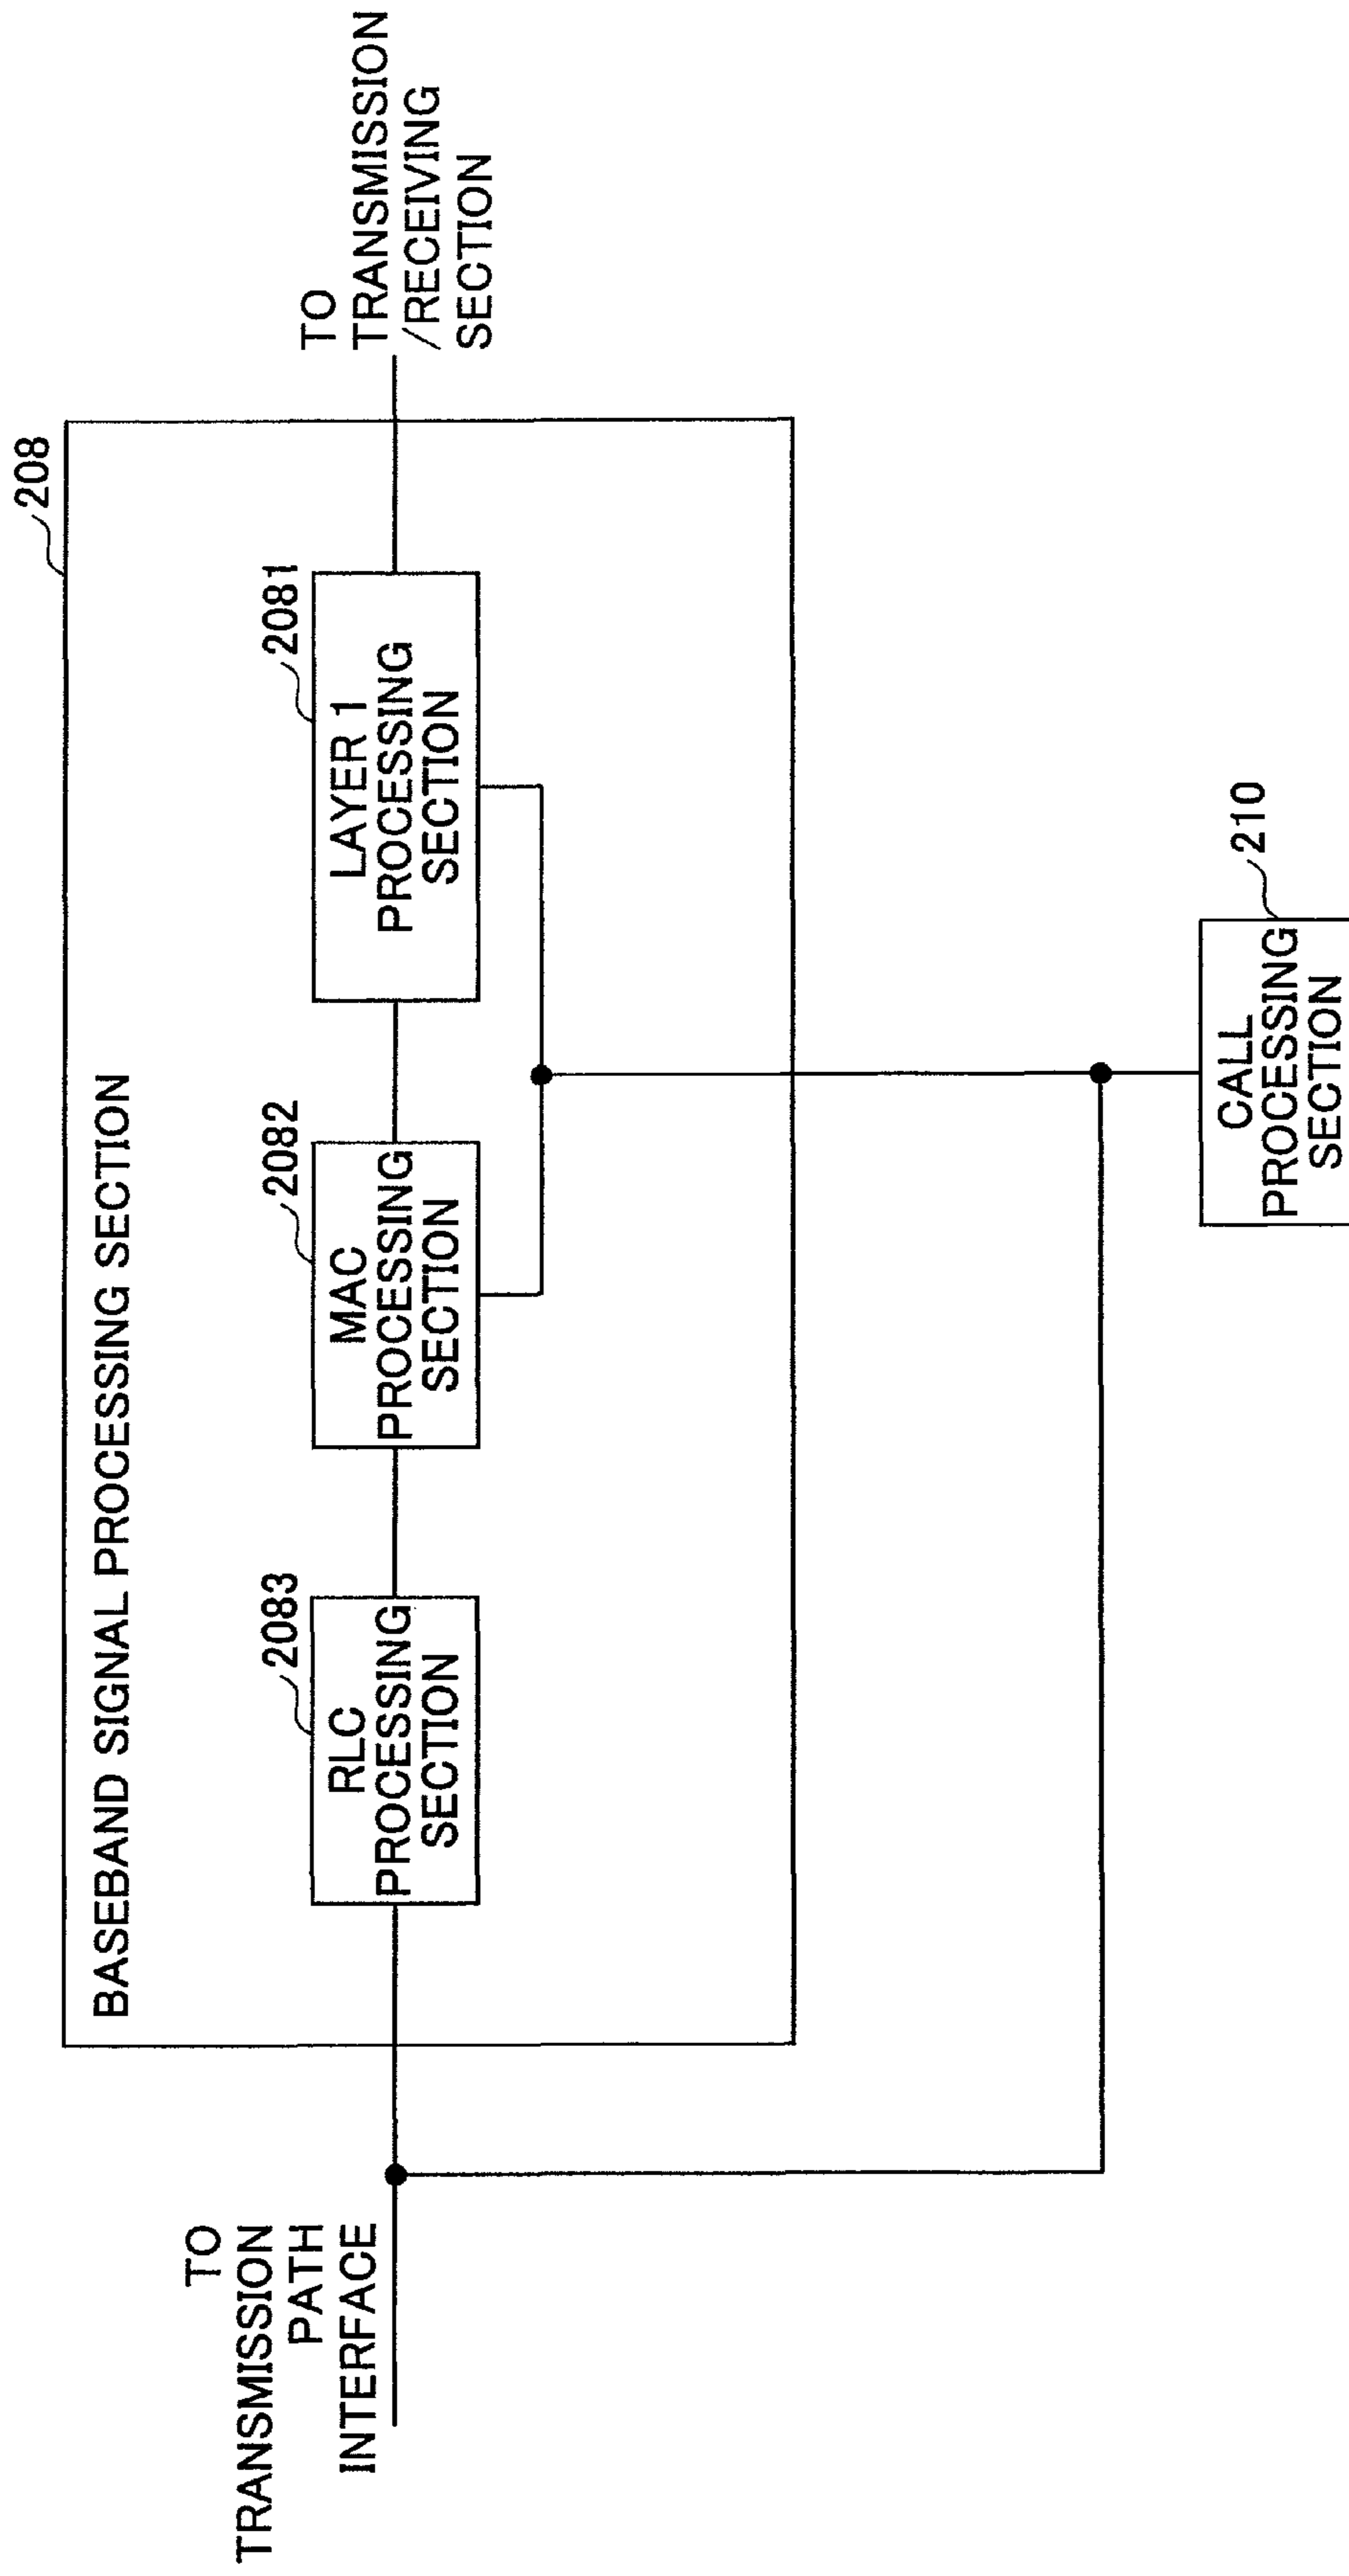 208
BASEBAND SIGNAL PROCESSING SECTION
TO
TRANSMISSION
PATH
INTERFACE
2083
RLC
PROCESSING
SECTION
2082
MAC
PROCESSING
SECTION
2081
LAYER 1
PROCESSING
SECTION
TO
TRANSMISSION
/RECEIVING
SECTION
210
CALL
PROCESSING
SECTION